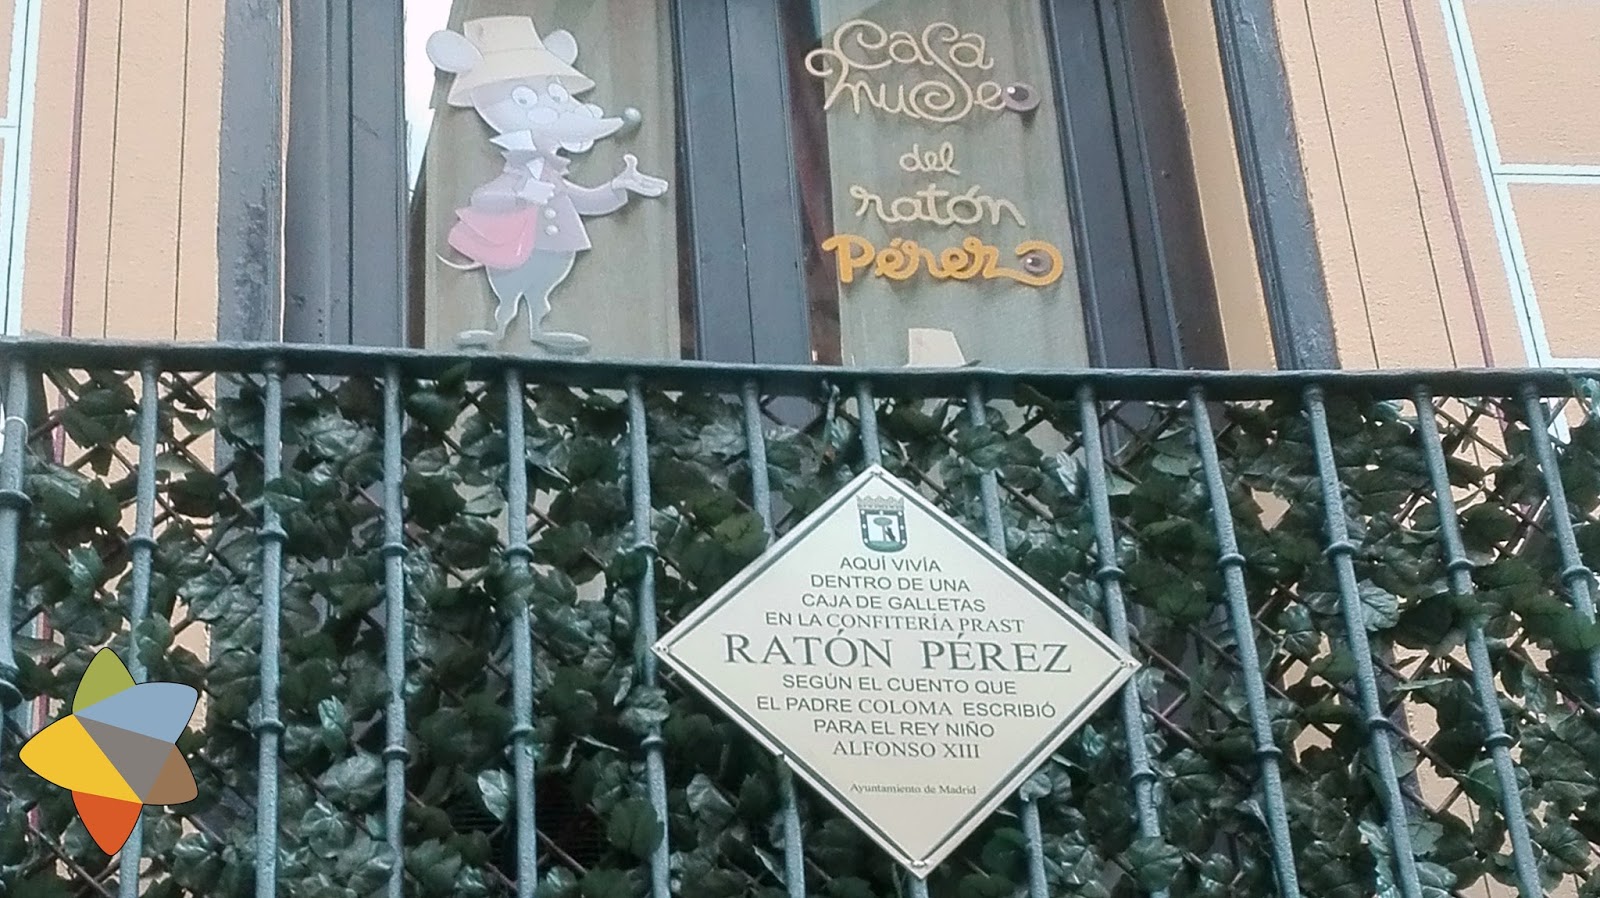 Casa
museo
del
ratón
Pérez
AQUÍ VIVÍA
DENTRO DE UNA
CAJA DE GALLETAS
EN LA CONFITERÍA PRAST
RATÓN PÉREZ
SEGÚN EL CUENTO QUE
EL PADRE COLOMA ESCRIBIÓ
PARA EL REY NIÑO
ALFONSO XIII
Ayuntamiento de Madrid